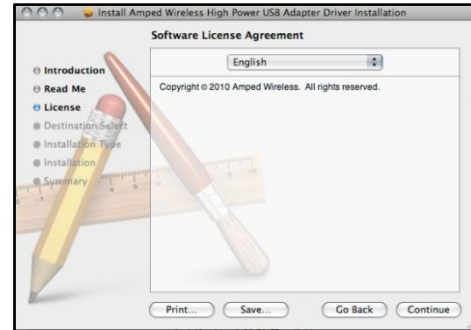 Install Amped Wireless High Power USB Adapter Driver Installation
Software License Agreement
English
Introduction
Read Me
License
Destination Select
Installation Type
Installation
Summary
Copyright © 2010 Amped Wireless. All rights reserved.
Print... Save... Go Back Continue